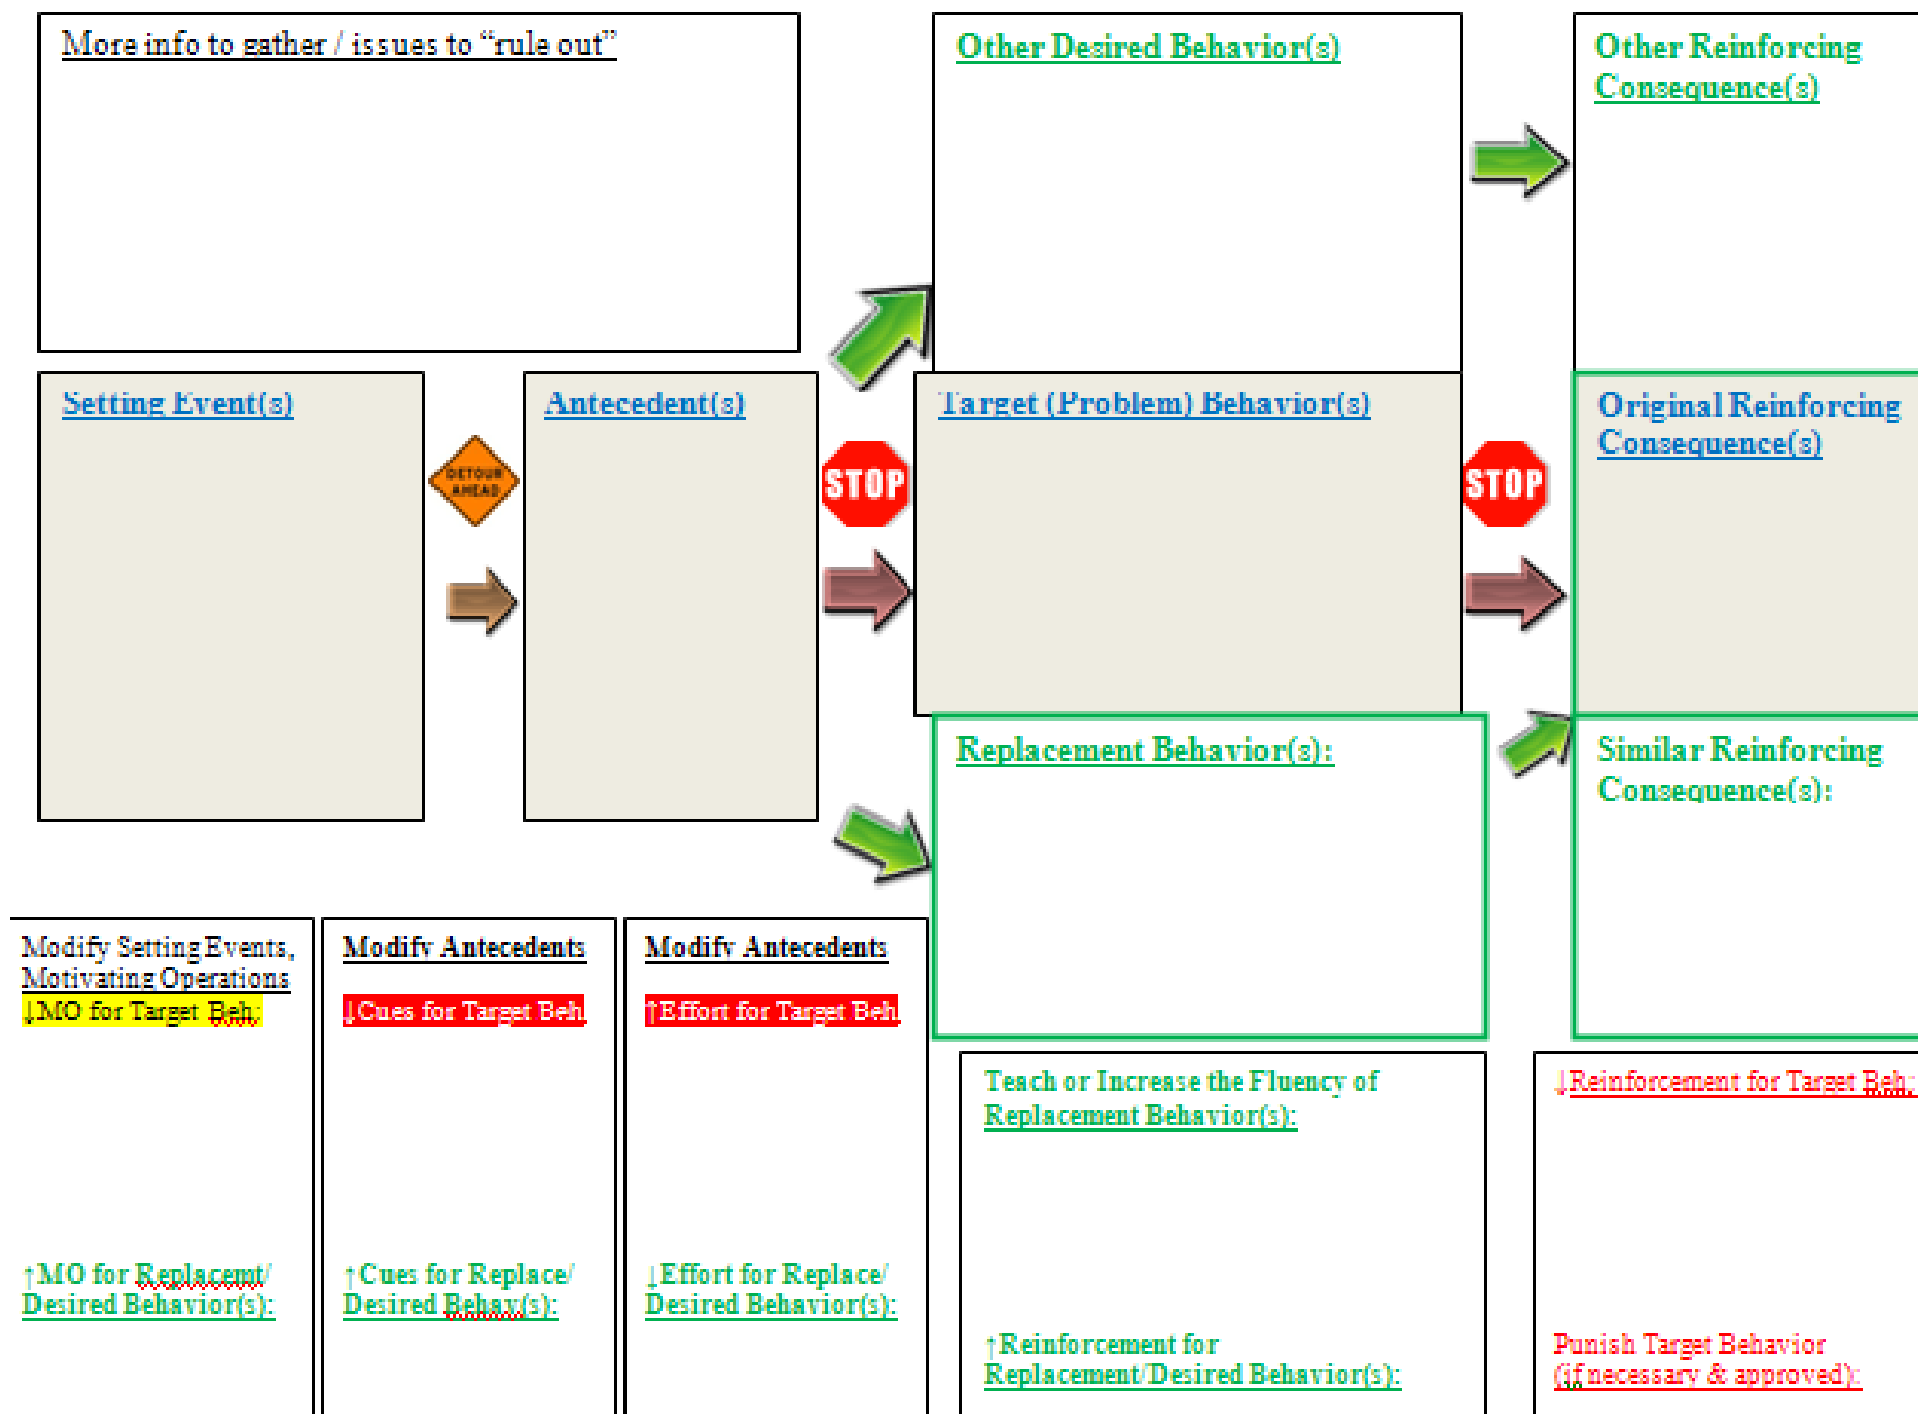 More info to gather / issues to “rule out”
Other Desired Behavior(s)
Other Reinforcing
Consequence(s)
Setting Event(s)
DETOUR
AHEAD
Antecedent(s)
STOP
Target (Problem) Behavior(s)
STOP
Original Reinforcing
Consequence(s)
Replacement Behavior(s):
Similar Reinforcing
Consequence(s):
Modify Setting Events,
Motivating Operations
↓MO for Target Beh:
↑MO for Replacemt/
Desired Behavior(s):
Modify Antecedents
↓Cues for Target Beh
↑Cues for Replace/
Desired Behav(s):
Modify Antecedents
↑Effort for Target Beh
↓Effort for Replace/
Desired Behavior(s):
Teach or Increase the Fluency of
Replacement Behavior(s):
↑Reinforcement for
Replacement/Desired Behavior(s):
↓Reinforcement for Target Beh:
Punish Target Behavior
(if necessary & approved):